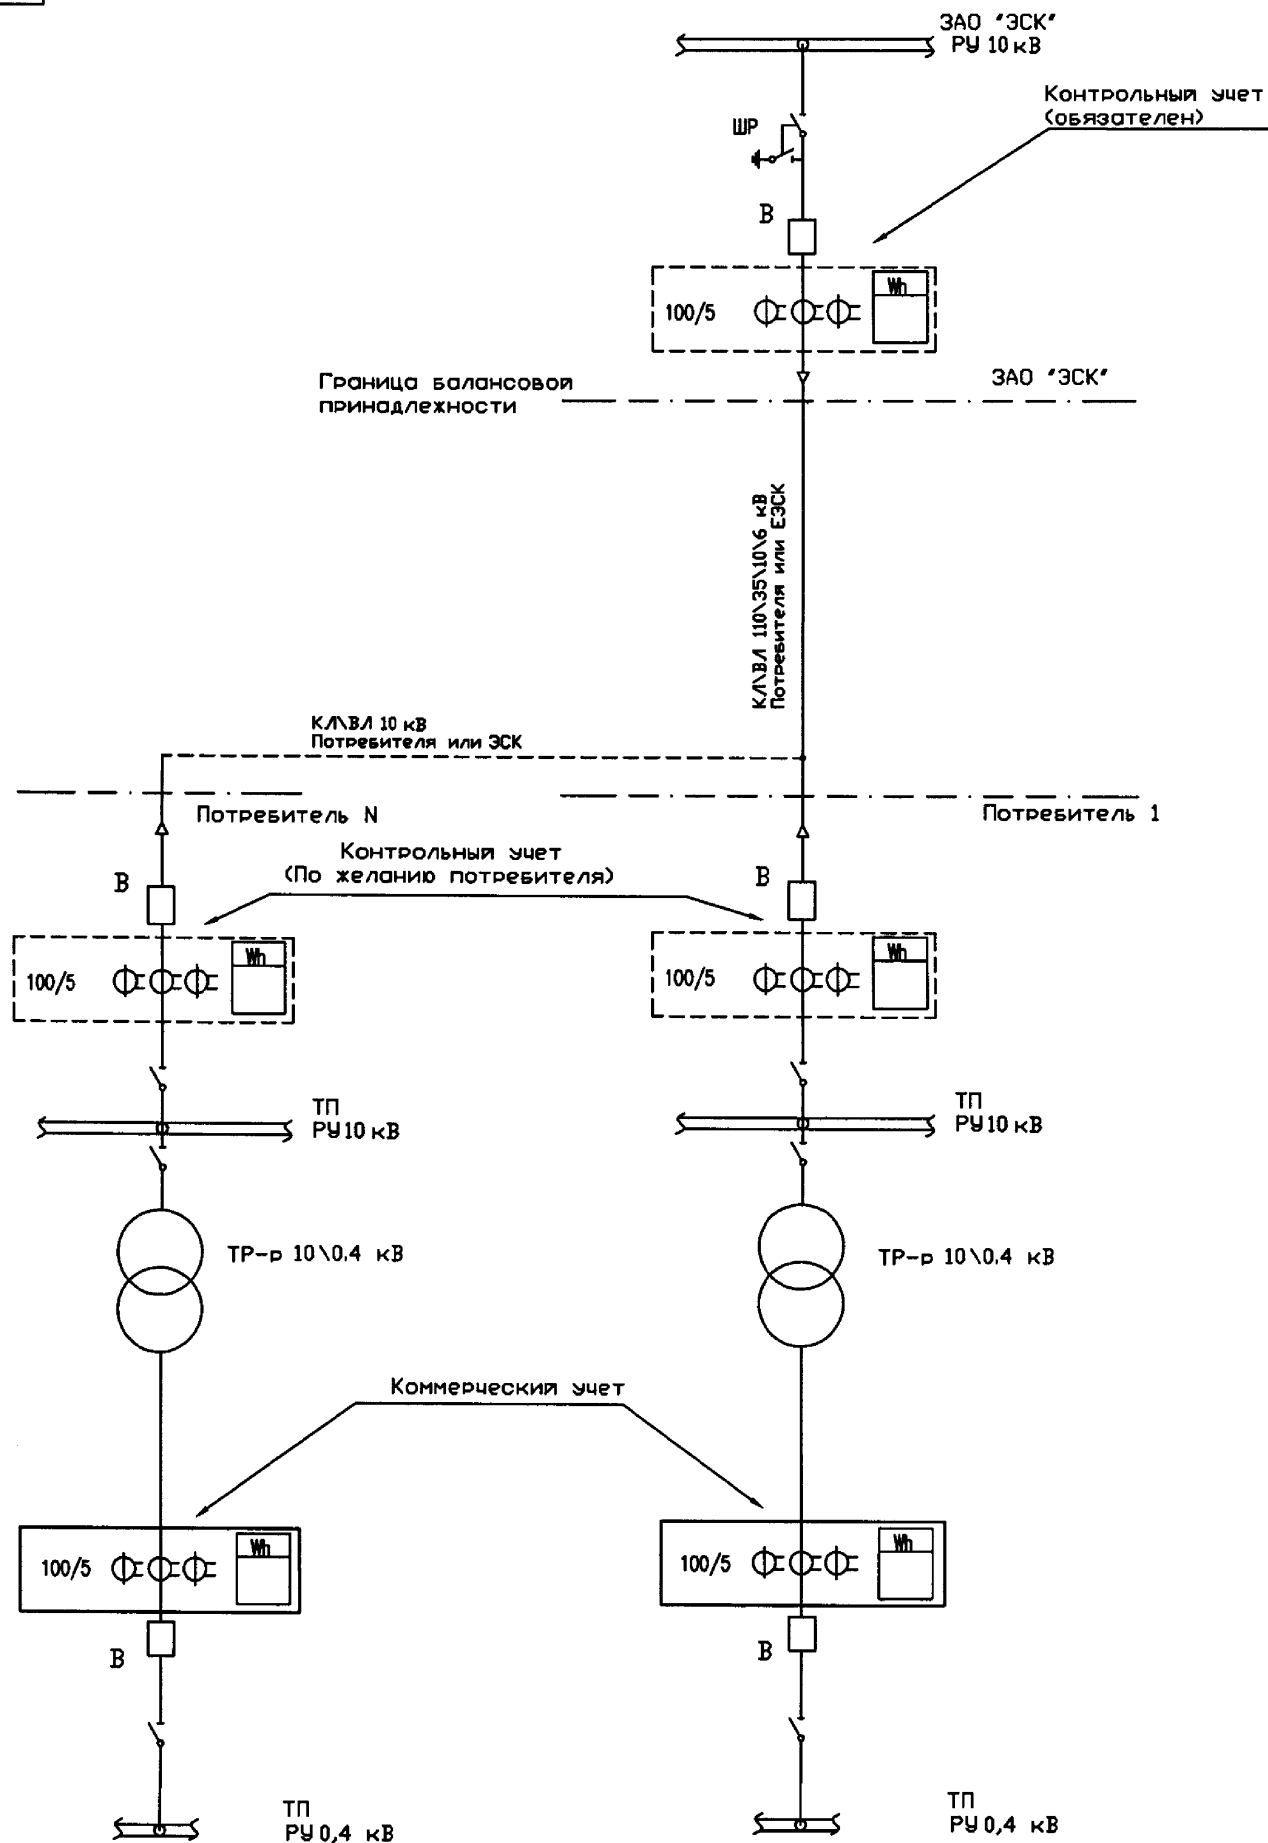 ЗАО "ЭСК"
РУ 10 кВ
Контрольный учет
(обязателен)
ШР
В
Wh
100/5
Граница балансовой
принадлежности
ЗАО "ЭСК"
КЛ\ВЛ 110\35\10\6 кВ
Потребителя или ЕЭСК
КЛ\ВЛ 10 кВ
Потребителя или ЭСК
Потребитель N
Потребитель 1
Контрольный учет
(По желанию потребителя)
В
В
Wh
Wh
100/5
100/5
ТП
РУ 10 кВ
ТП
РУ 10 кВ
ТР-р 10\0.4 кВ
ТР-р 10\0.4 кВ
Коммерческий учет
Wh
Wh
100/5
100/5
В
В
ТП
РУ 0,4 кВ
ТП
РУ 0,4 кВ